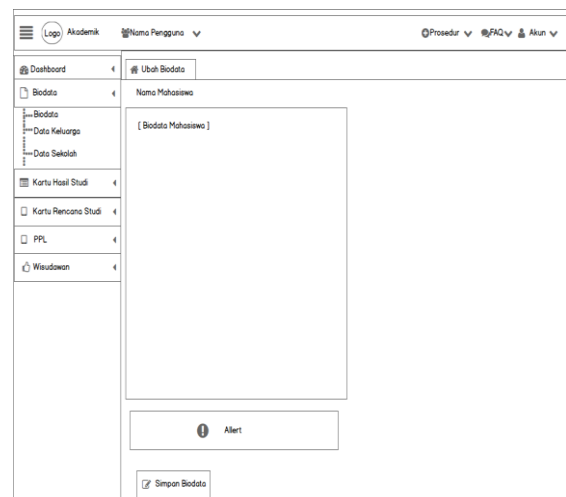 Logo Akademik Nama Pengguna Prosedur FAQ Akun
Dashboard
Ubah Biodata
Biodata
Nama Mahasiswa
Biodata
Data Keluarga
Data Sekolah
[ Biodata Mahasiswa ]
Kartu Hasil Studi
Kartu Rencana Studi
PPL
Wisudawan
Allert
Simpan Biodata